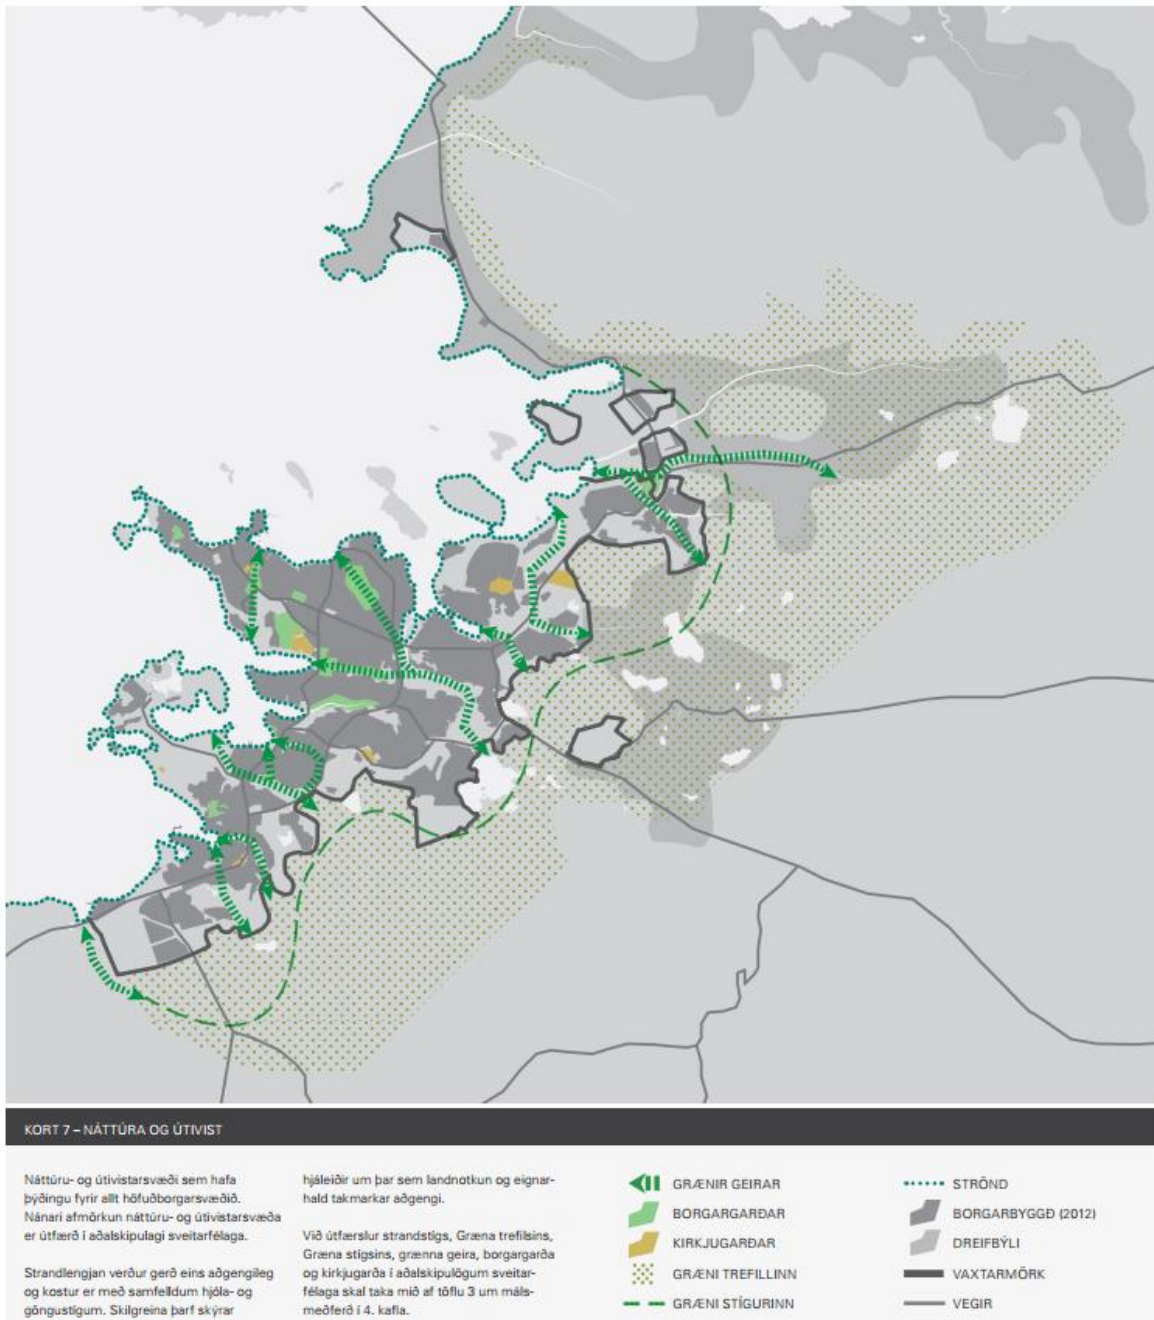 KORT 7 – NÁTTÚRA OG ÚTIVIST
Náttúru- og útivistarsvæði sem hafa
þýðingu fyrir allt höfuðborgarsvæðið.
Nánari afmörkun náttúru- og útivistarsvæða
er útfærð í aðalskipulagi sveitarfélaga.
Strandlengjan verður gerð eins aðgengileg
og kostur er með samfelldum hjóla- og
göngustígum. Skilgreina þarf skýrar
hjáleiðir um þar sem landnotkun og eignar-
hald takmarkar aðgengi.
Við útfærslur strandstígs, Græna trefilsins,
Græna stígsins, grænna geira, borgargarða
og kirkjugarða í aðalskipulögum sveitar-
félaga skal taka mið af töflu 3 um máls-
meðferð í 4. kafla.
GRÆNIR GEIRAR
BORGARGARÐAR
KIRKJUGARÐAR
GRÆNI TREFILLINN
GRÆNI STÍGURINN
STRÖND
BORGARBYGGÐ (2012)
DREIFBÝLI
VAXTARMÖRK
VEGIR